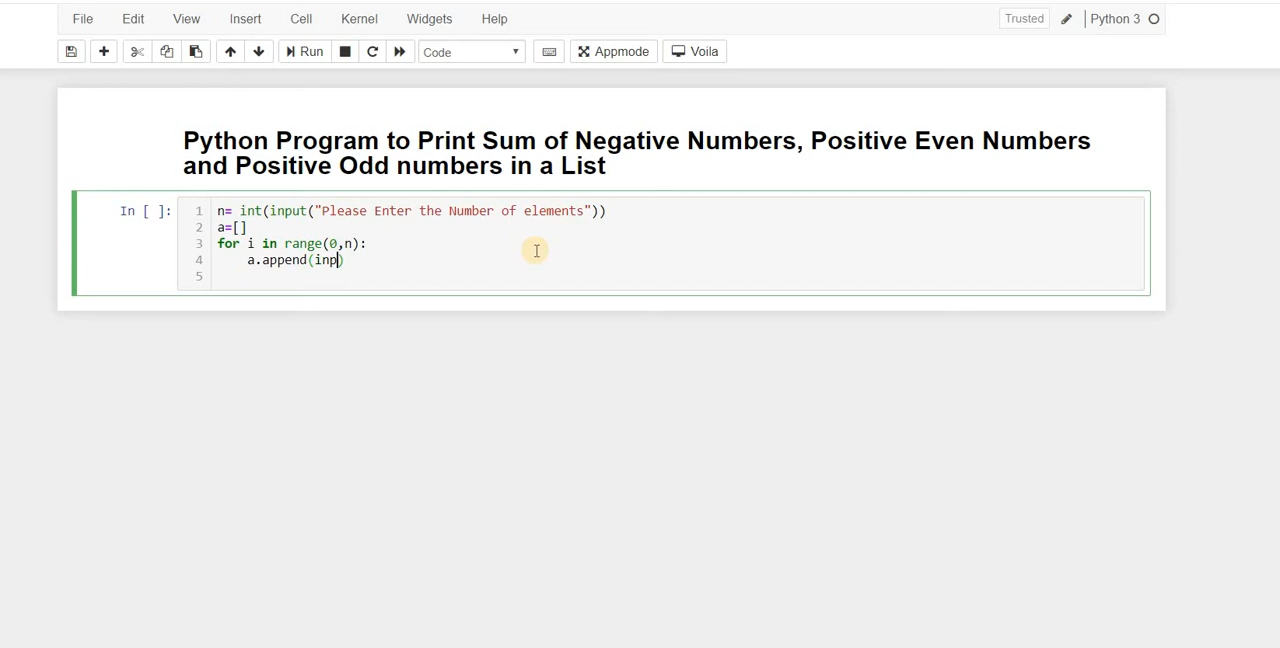 File Edit View Insert Cell Kernel Widgets Help Trusted Python 3
Run Code Appmode Voila
Python Program to Print Sum of Negative Numbers, Positive Even Numbers
and Positive Odd numbers in a List
In [ ]: 1 n= int(input("Please Enter the Number of elements"))
2 a=[]
3 for i in range(0,n):
4     a.append(inp)
5